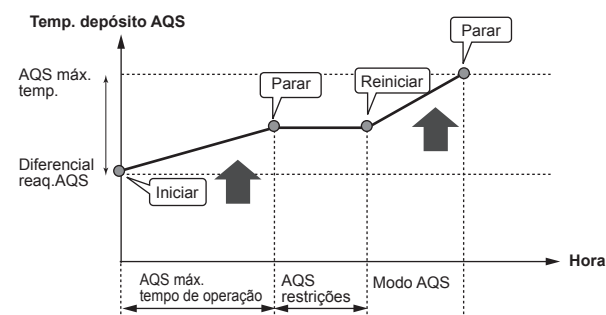 Temp. depósito AQS
Parar
AQS máx.
temp.
Parar
Reiniciar
Diferencial
reaq.AQS
Iniciar
Hora
AQS máx.
tempo de operação
AQS
restrições
Modo AQS